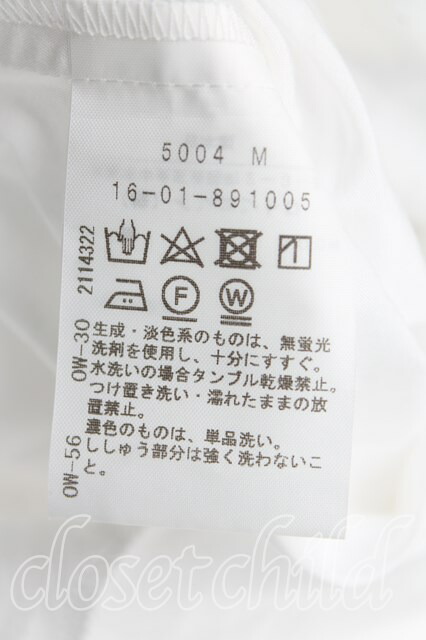 5004 M
16-01-891005
2114322
F
W
OW-30
生成・淡色系のものは、無蛍光
洗剤を使用し、十分にすすぐ。
水洗いの場合タンブル乾燥禁止。
つけ置き洗い・濡れたままの放
置禁止。
OW-56
濃色のものは、単品洗い。
ししゅう部分は強く洗わないこ
と。
closet child